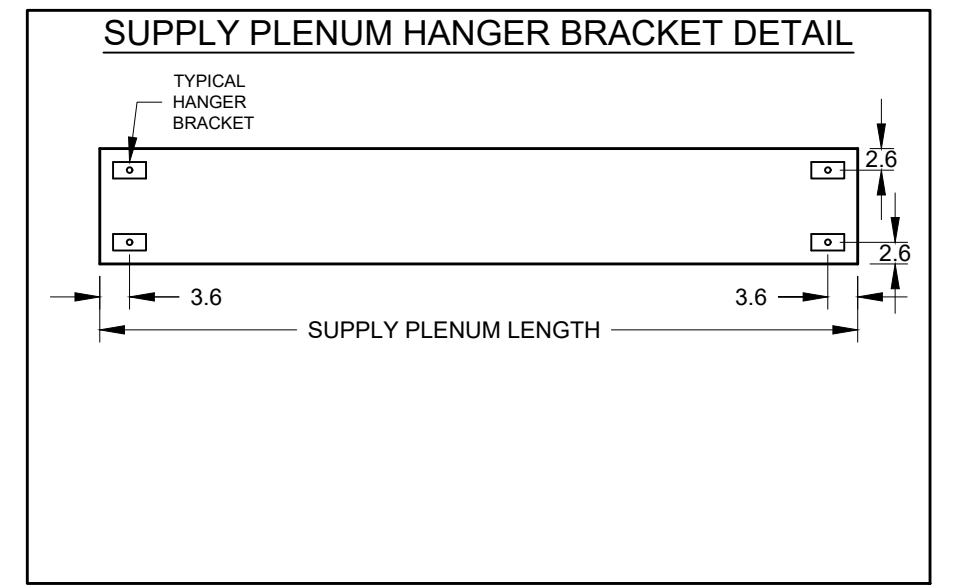 SUPPLY PLENUM HANGER BRACKET DETAIL
TYPICAL
HANGER
BRACKET
2.6
2.6
3.6
3.6
SUPPLY PLENUM LENGTH